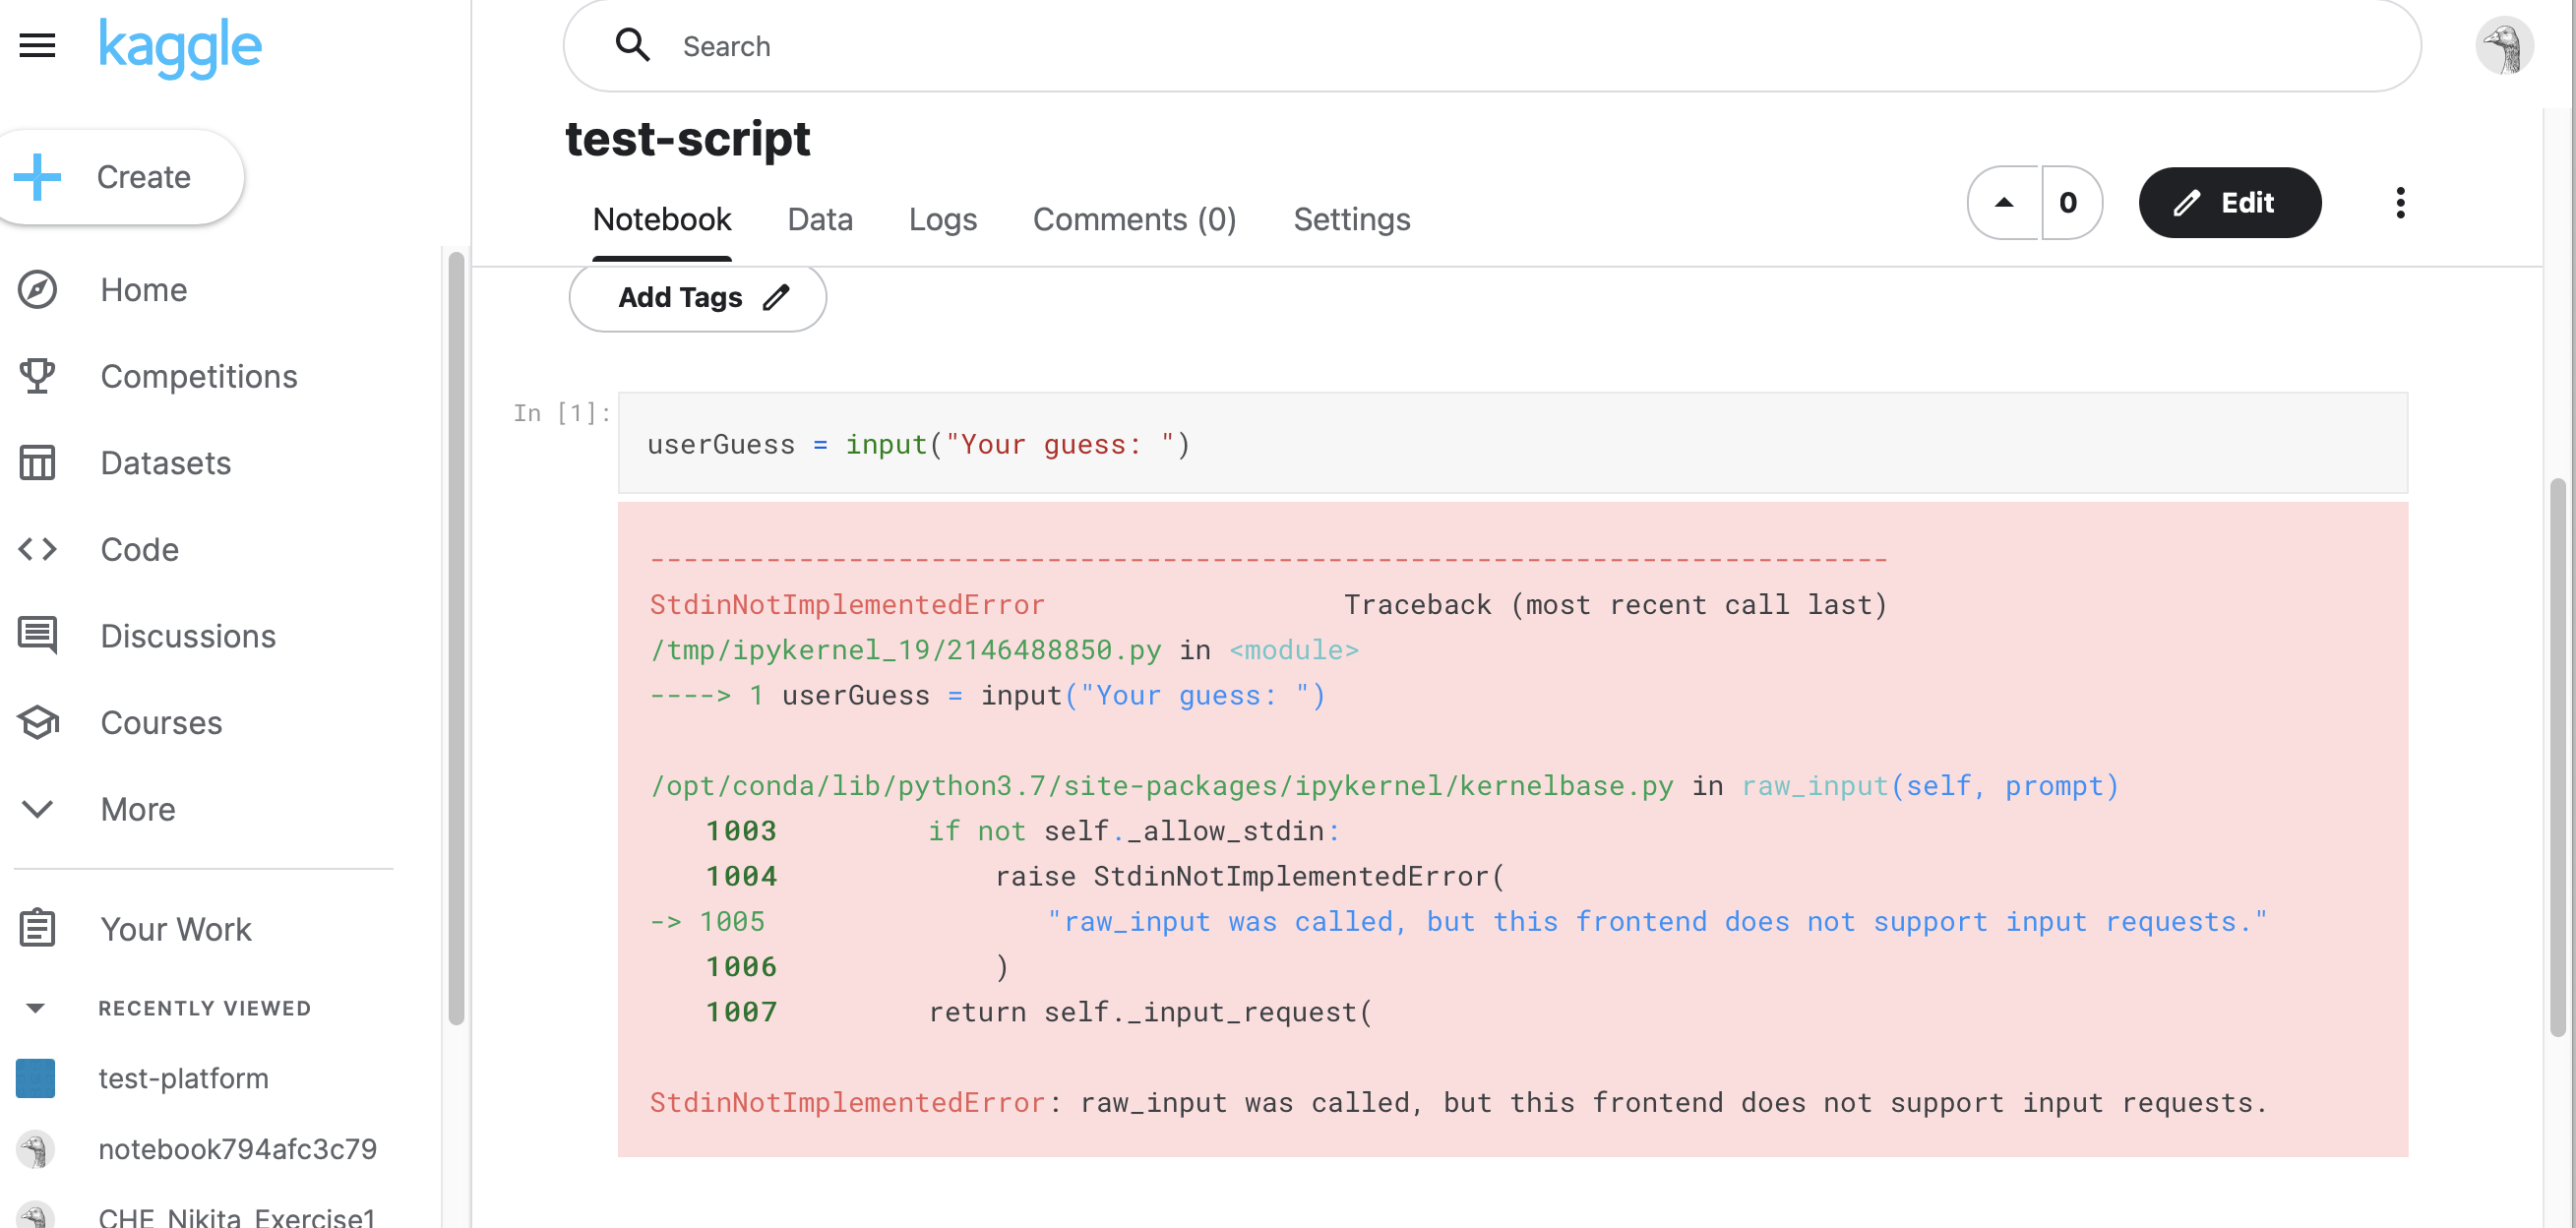 kaggle
Search
Create
test-script
0
Edit
Notebook
Data
Logs
Comments (0)
Settings
Add Tags
Home
Competitions
Datasets
Code
Discussions
Courses
More
Your Work
RECENTLY VIEWED
test-platform
notebook794afc3c79
CHE_Nikita_Exercise1
In [1]:
userGuess = input("Your guess: ")
---------------------------------------------------------------------------
StdinNotImplementedError                  Traceback (most recent call last)
/tmp/ipykernel_19/2146488850.py in <module>
----> 1 userGuess = input("Your guess: ")
/opt/conda/lib/python3.7/site-packages/ipykernel/kernelbase.py in raw_input(self, prompt)
   1003         if not self._allow_stdin:
   1004             raise StdinNotImplementedError(
-> 1005                 "raw_input was called, but this frontend does not support input requests."
   1006             )
   1007         return self._input_request(
StdinNotImplementedError: raw_input was called, but this frontend does not support input requests.